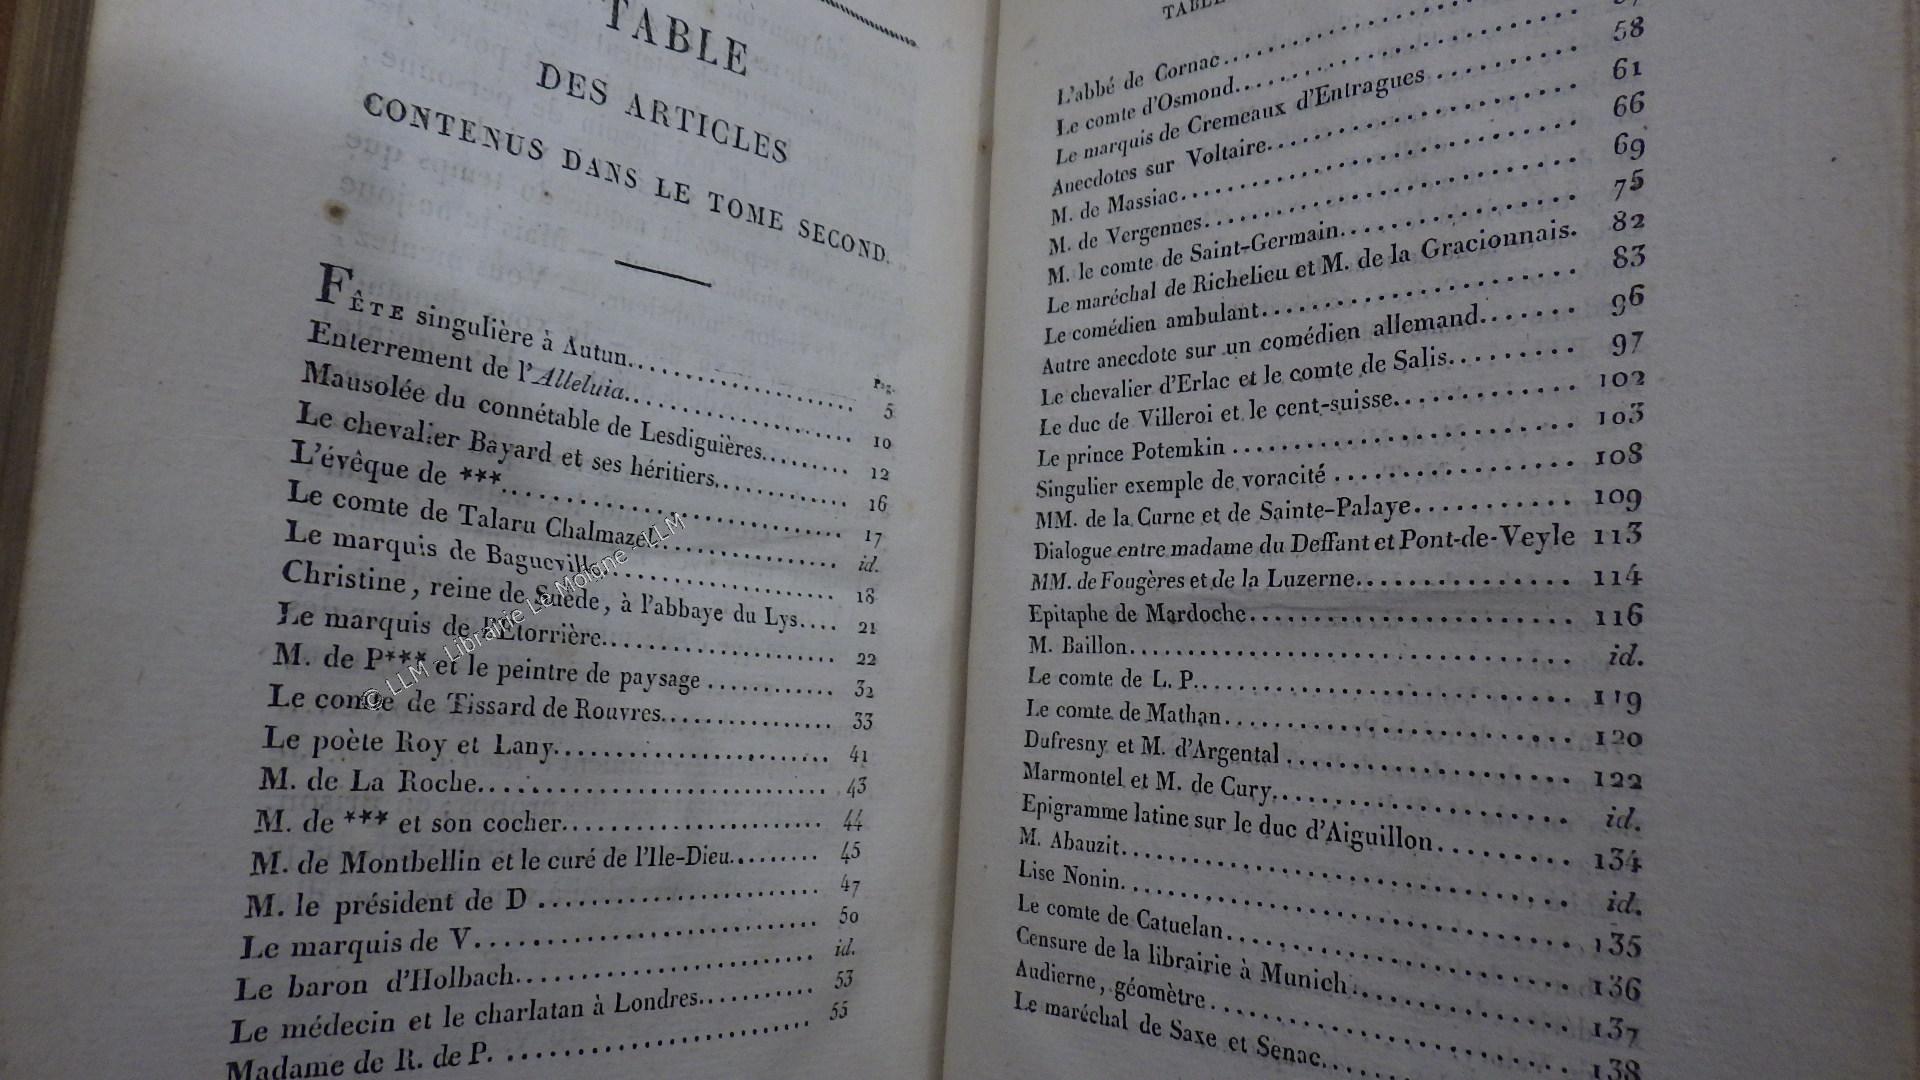 TABLE
DES ARTICLES
CONTENUS DANS LE TOME SECOND.
Pag.
FÊTE singulière à Autun.................. 5
Enterrement de l'Alleluia.................. 10
Mausolée du connétable de Lesdiguières......... 12
Le chevalier Bayard et ses héritiers............. 16
L'évêque de ***........................ 17
Le comte de Talaru Chalmazel............... id.
Le marquis de Bagueville.................. 18
Christine, reine de Suède, à l'abbaye du Lys.... 21
Le marquis de l'Étorrière.................. 22
M. de P*** et le peintre de paysage ............ 32
Le comte de Tissard de Rouvres............... 33
Le poète Roy et Lany...................... 41
M. de La Roche.......................... 43
M. de *** et son cocher.................... 44
M. de Montbellin et le curé de l'Ile-Dieu......... 45
M. le président de D ..................... 47
Le marquis de V......................... 50
Le baron d'Holbach...................... id.
Le médecin et le charlatan à Londres........... 53
Madame de R. de P. ..................... 55
© LLM - Librairie Le Moigne - LLM
TABLE
L'abbé de Cornac........................
Le comte d'Osmond........................ 57
Le marquis de Cremeaux d'Entragues .......... 58
Anecdotes sur Voltaire.................... 61
M. de Massiac........................... 66
M. de Vergennes......................... 69
M. le comte de Saint-Germain............... 75
Le maréchal de Richelieu et M. de la Gracionnais. 82
Le comédien ambulant..................... 83
Autre anecdote sur un comédien allemand....... 96
Le chevalier d'Erlac et le comte de Salis......... 97
Le duc de Villeroi et le cent-suisse............. 102
Le prince Potemkin ...................... 103
Singulier exemple de voracité ................ 108
MM. de la Curne et de Sainte-Palaye........... 109
Dialogue entre madame du Deffant et Pont-de-Veyle 113
MM. de Fougères et de la Luzerne............. 114
Epitaphe de Mardoche..................... 116
M. Baillon.............................. id.
Le comte de L. P......................... 119
Le comte de Mathan....................... 120
Dufresny et M. d'Argental .................. 122
Marmontel et M. de Cury................... id.
Epigramme latine sur le duc d'Aiguillon......... 134
M. Abauzit.............................. id.
Lise Nonin.............................. 135
Le comte de Catuelan...................... 136
Censure de la librairie à Munich.............. 137
Audierne, géomètre....................... 138
Le maréchal de Saxe et Senac................